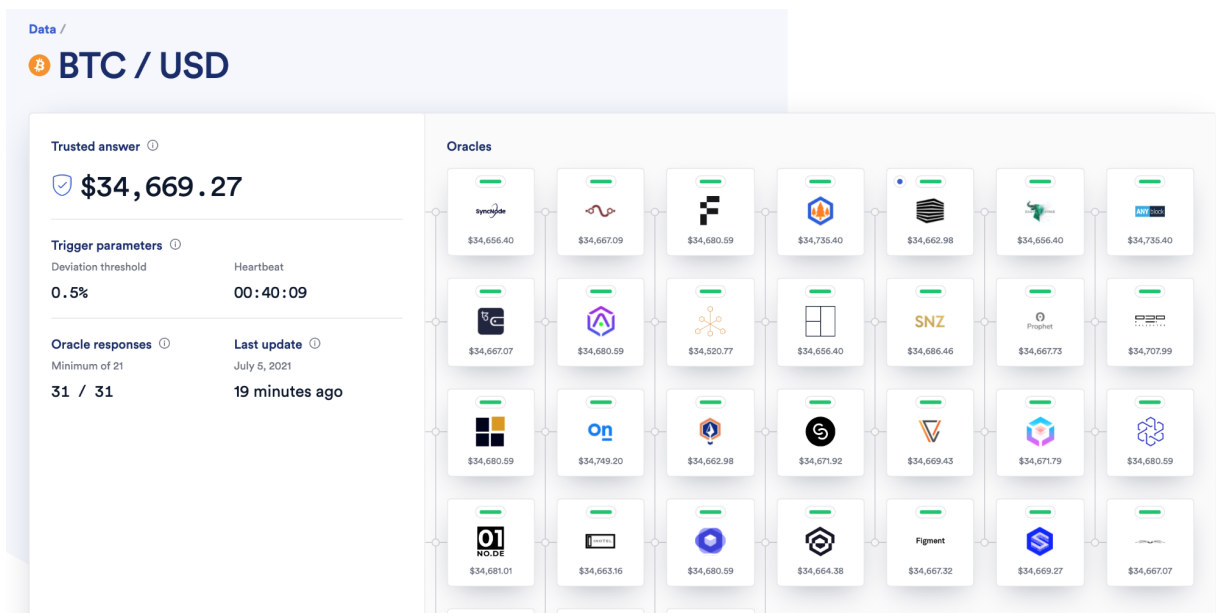 Data /
BTC / USD
Trusted answer
$34,669.27
Trigger parameters
Deviation threshold
Heartbeat
0.5%
00:40:09
Oracle responses
Last update
Minimum of 21
July 5, 2021
31 / 31
19 minutes ago
Oracles
SyncNode
ANY Block
$34,656.40
$34,667.09
$34,680.59
$34,735.40
$34,662.98
$34,656.40
$34,735.40
SNZ
Prophet
$34,667.07
$34,680.59
$34,520.77
$34,656.40
$34,686.46
$34,667.73
$34,707.99
On
$34,680.59
$34,749.20
$34,662.98
$34,671.92
$34,669.43
$34,671.79
$34,680.59
01
NO.DE
Figment
$34,681.01
$34,663.16
$34,680.59
$34,664.38
$34,667.32
$34,669.27
$34,667.07